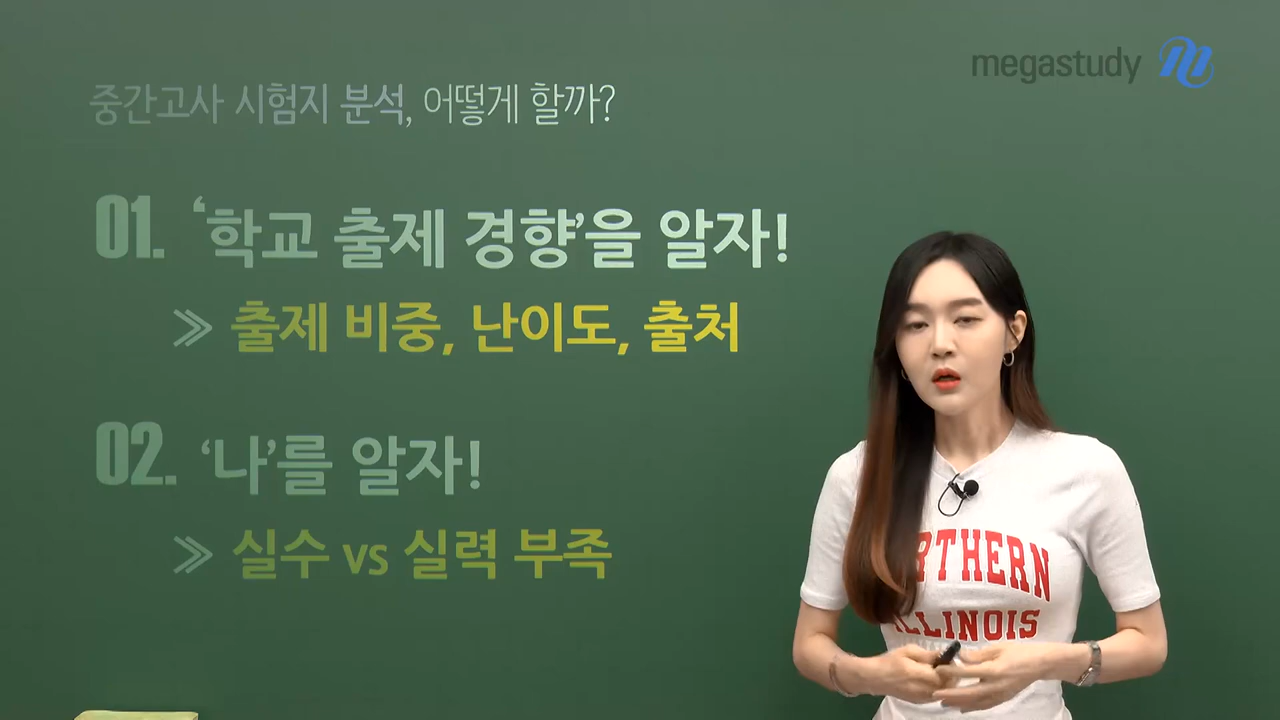 megastudy
중간고사 시험지 분석, 어떻게 할까?
01. ‘학교 출제 경향’을 알자!
≫ 출제 비중, 난이도, 출처
02. ‘나’를 알자!
≫ 실수 vs 실력 부족
RTHERN
ILLINOIS